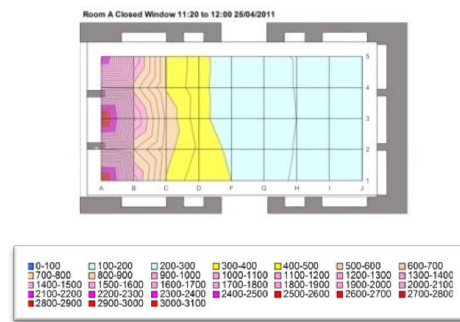 Room A Closed Window 11:20 to 12:00 25/04/2011
5
4
3
2
1
A B C D F G H I J
0-100 100-200 200-300 300-400 400-500 500-600 600-700
700-800 800-900 900-1000 1000-1100 1100-1200 1200-1300 1300-1400
1400-1500 1500-1600 1600-1700 1700-1800 1800-1900 1900-2000 2000-2100
2100-2200 2200-2300 2300-2400 2400-2500 2500-2600 2600-2700 2700-2800
2800-2900 2900-3000 3000-3100